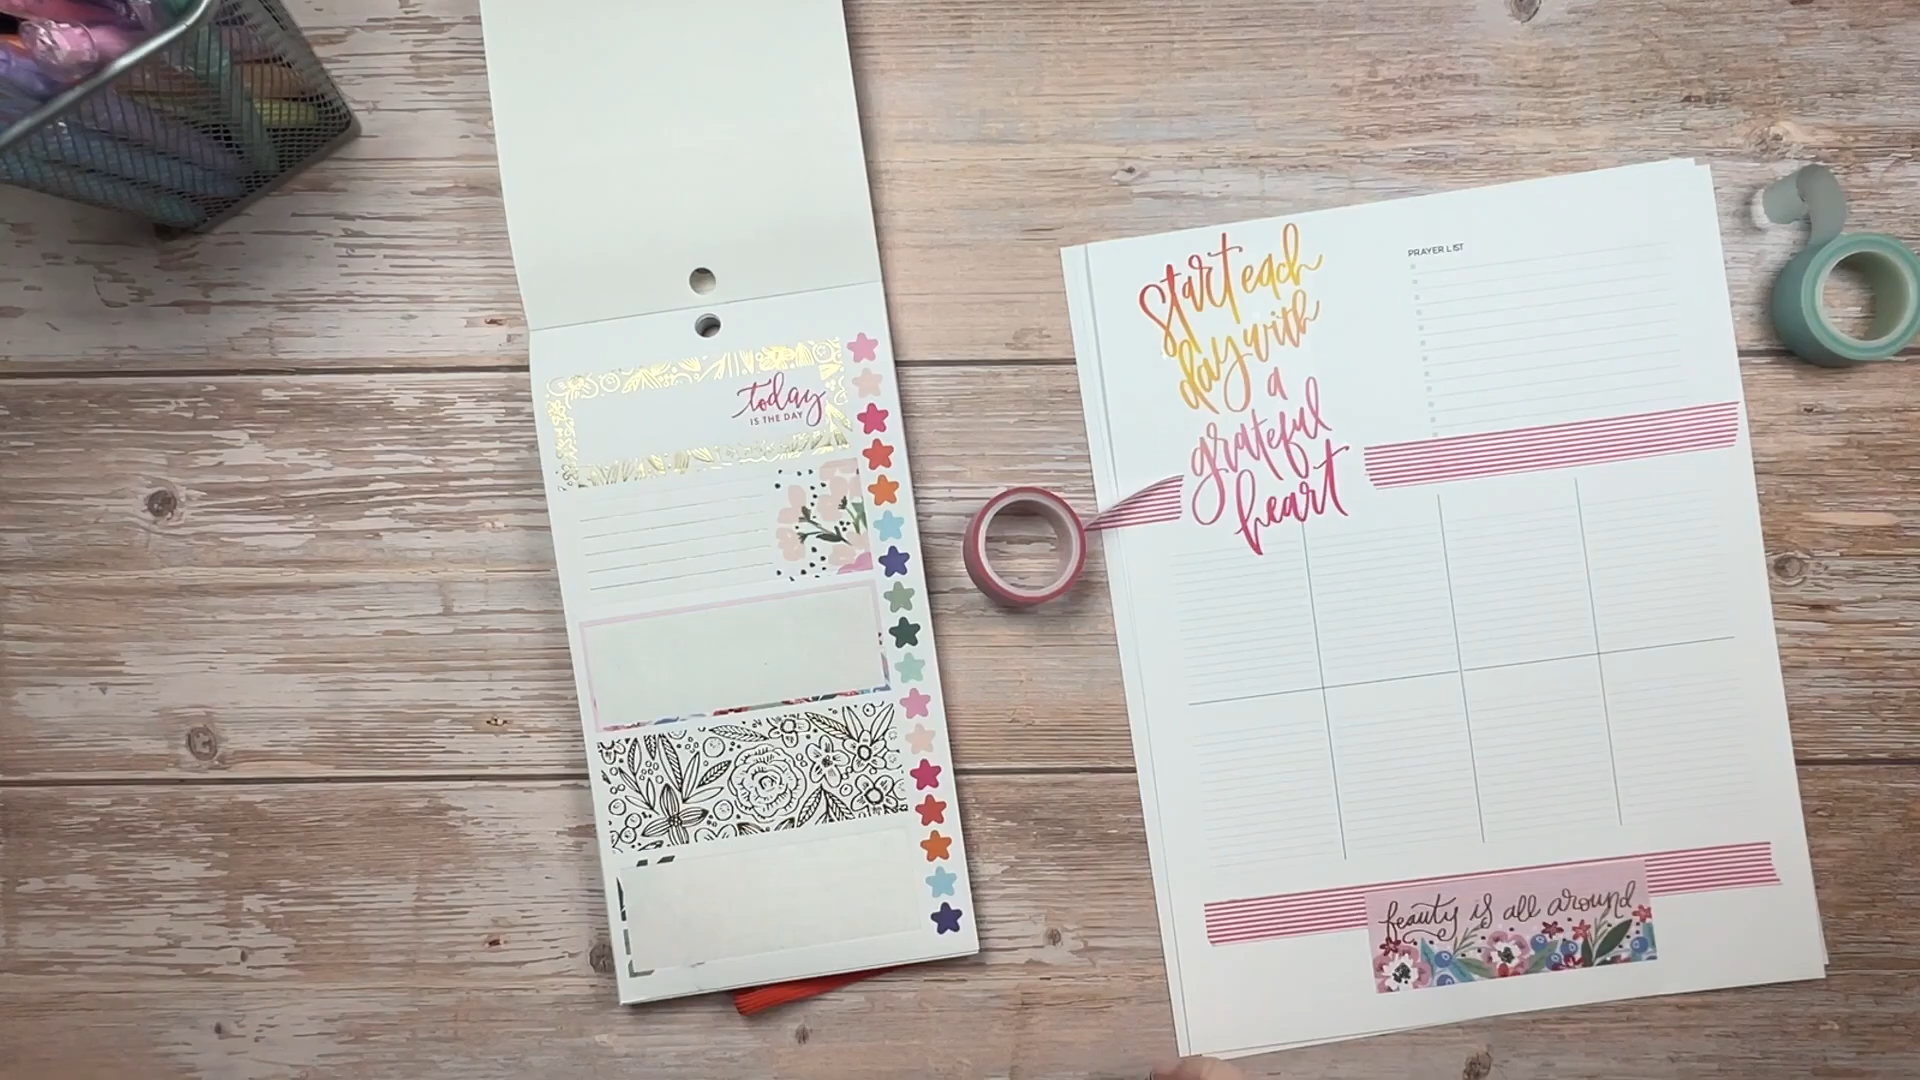 today
IS THE DAY
Start each
day with
a
grateful
heart
PRAYER LIST
beauty is all around